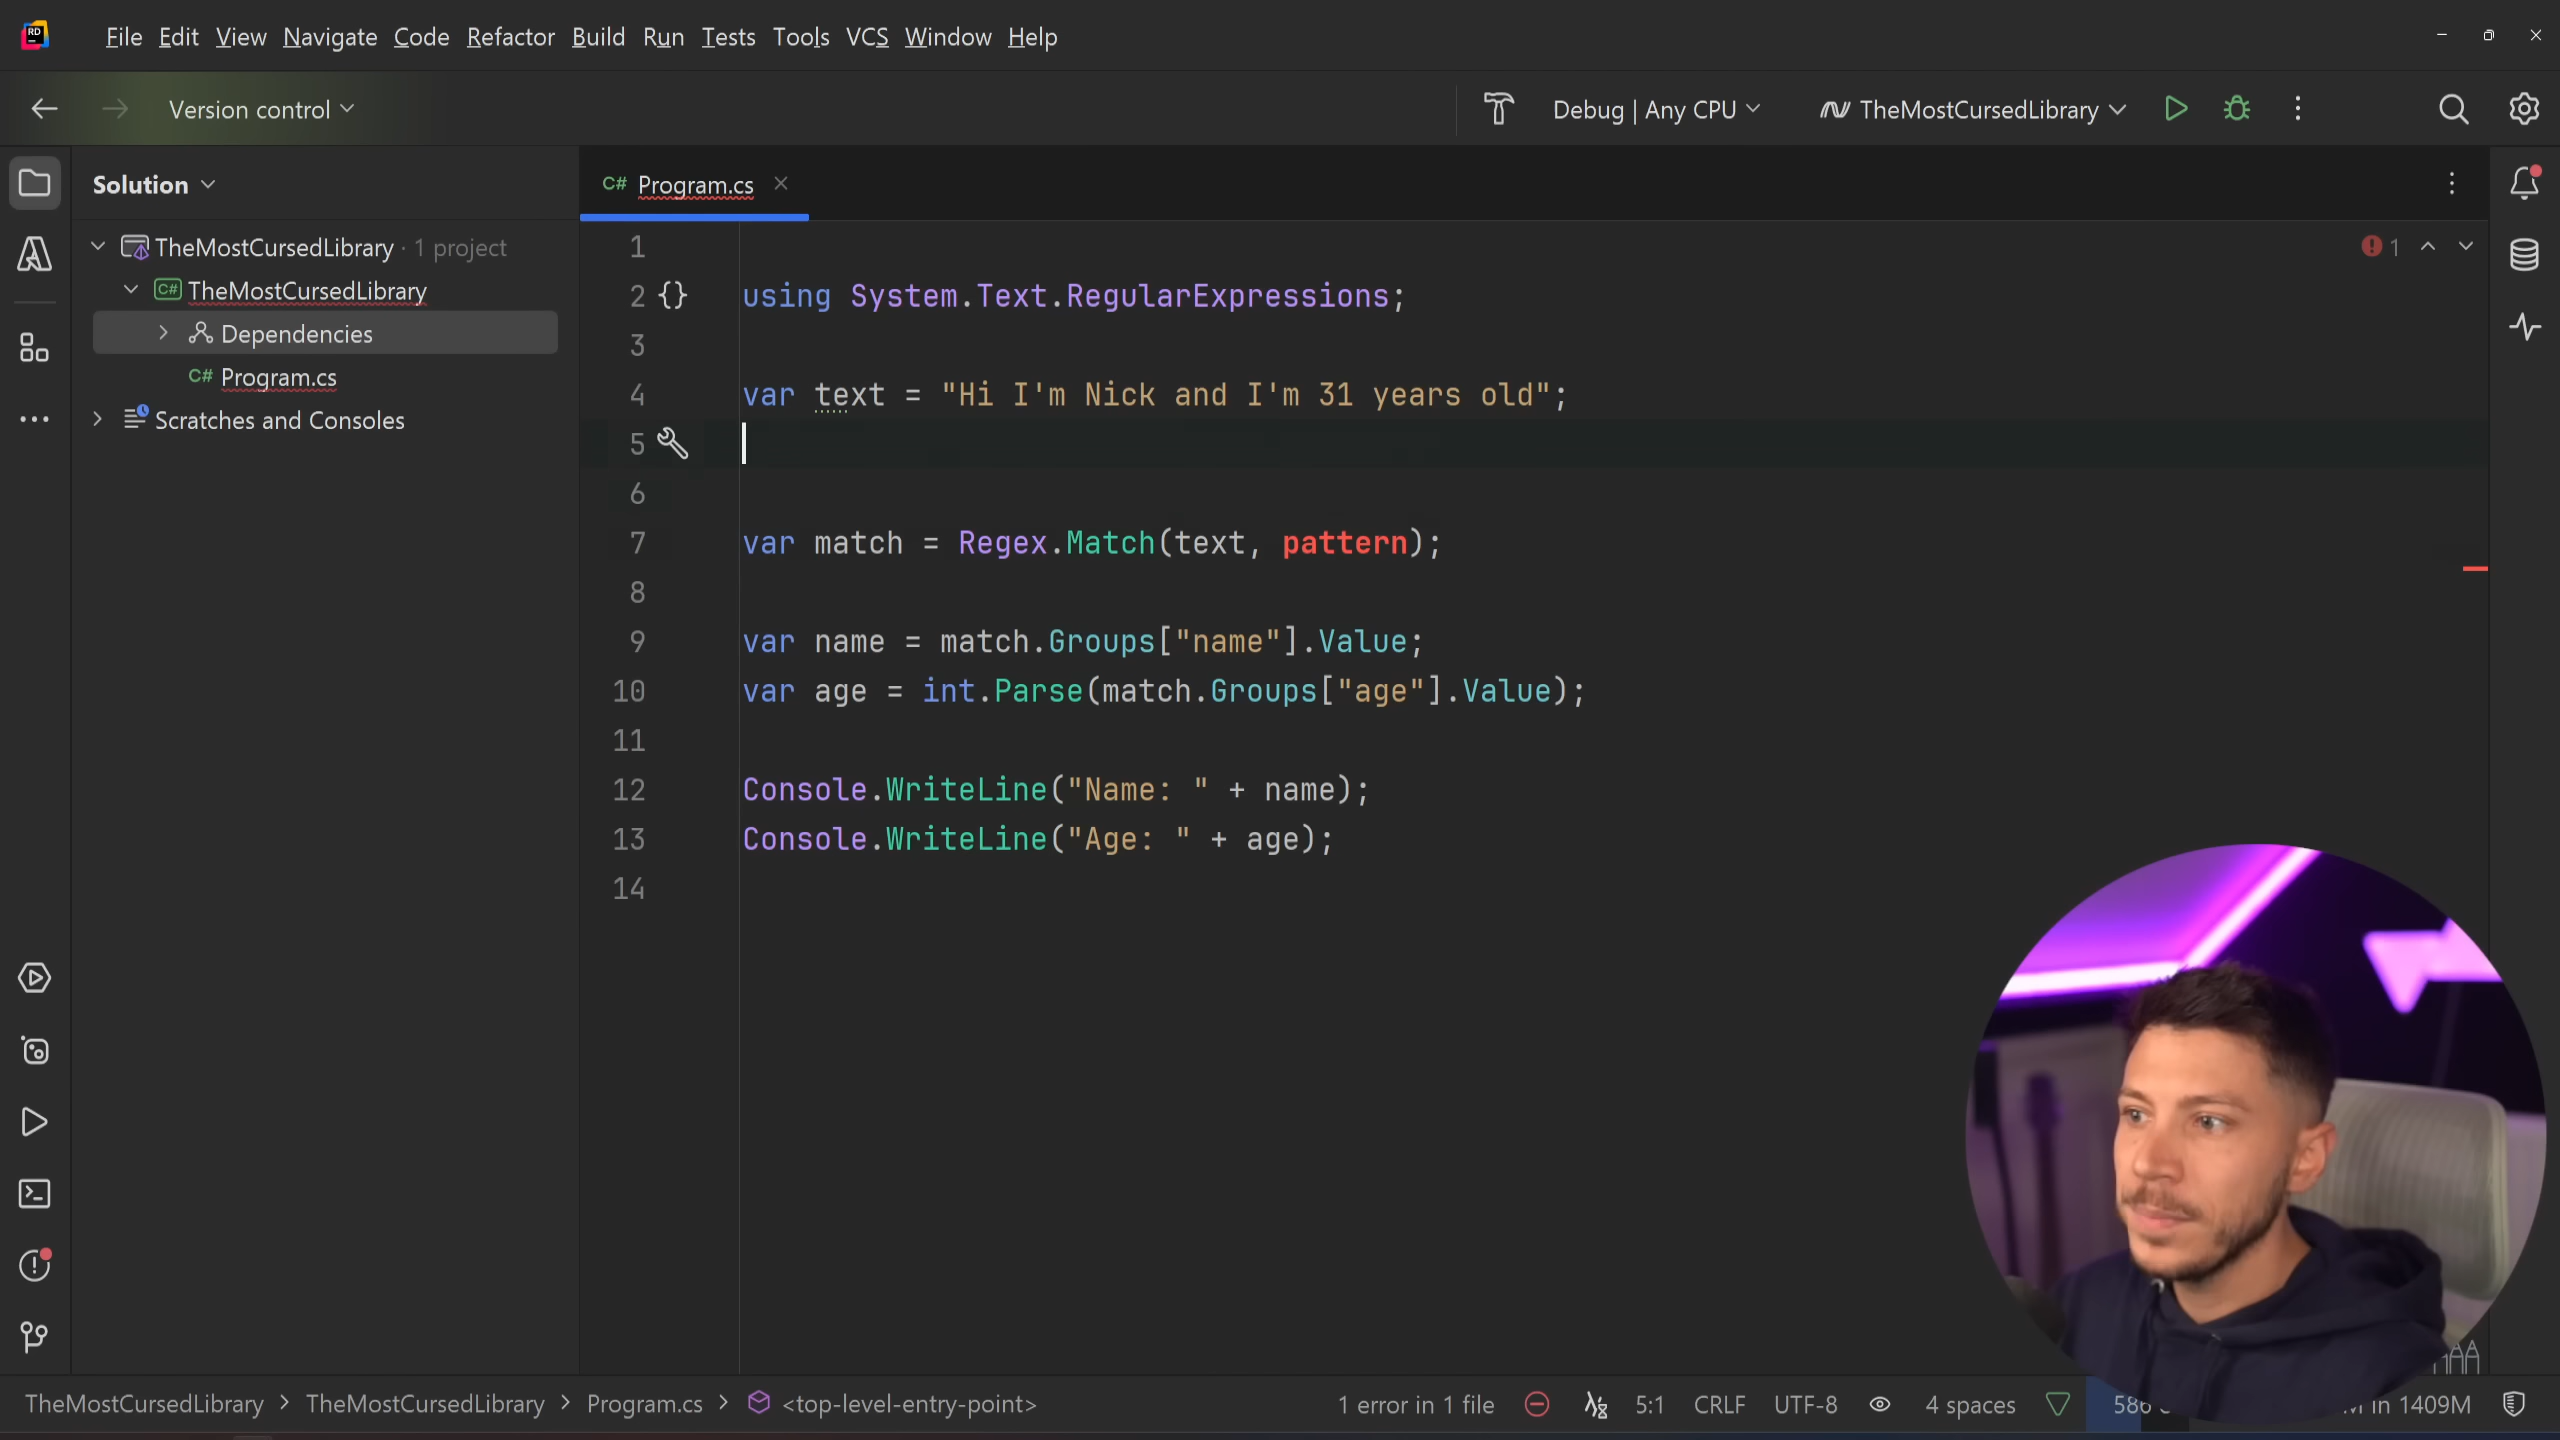 RD
File Edit View Navigate Code Refactor Build Run Tests Tools VCS Window Help
Version control
Debug | Any CPU
TheMostCursedLibrary
Solution
C# Program.cs
TheMostCursedLibrary · 1 project
C# TheMostCursedLibrary
Dependencies
C# Program.cs
Scratches and Consoles
1
1
2 {} using System.Text.RegularExpressions;
3
4 var text = "Hi I'm Nick and I'm 31 years old";
5
6
7 var match = Regex.Match(text, pattern);
8
9 var name = match.Groups["name"].Value;
10 var age = int.Parse(match.Groups["age"].Value);
11
12 Console.WriteLine("Name: " + name);
13 Console.WriteLine("Age: " + age);
14
TheMostCursedLibrary > TheMostCursedLibrary > Program.cs > <top-level-entry-point>
1 error in 1 file
5:1 CRLF UTF-8 4 spaces
in 1409M